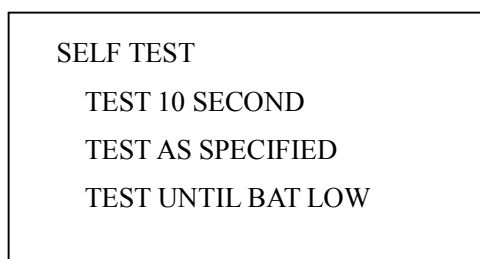 SELF TEST
TEST 10 SECOND
TEST AS SPECIFIED
TEST UNTIL BAT LOW